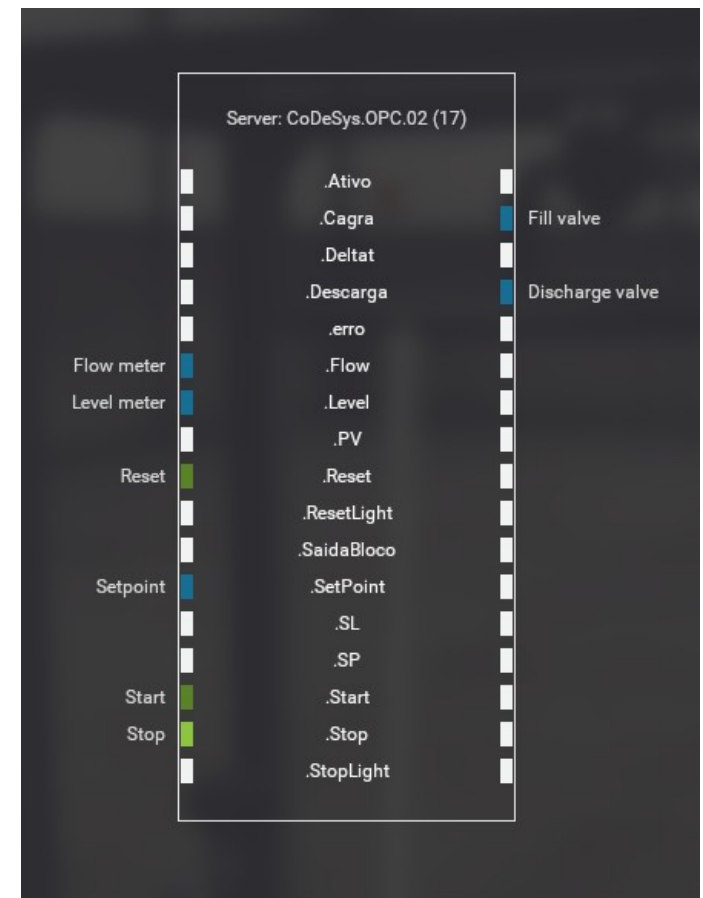 Server: CoDeSys.OPC.02 (17)
.Ativo
.Cagra Fill valve
.Deltat
.Descarga Discharge valve
.erro
Flow meter .Flow
Level meter .Level
.PV
Reset .Reset
.ResetLight
.SaidaBloco
Setpoint .SetPoint
.SL
.SP
Start .Start
Stop .Stop
.StopLight